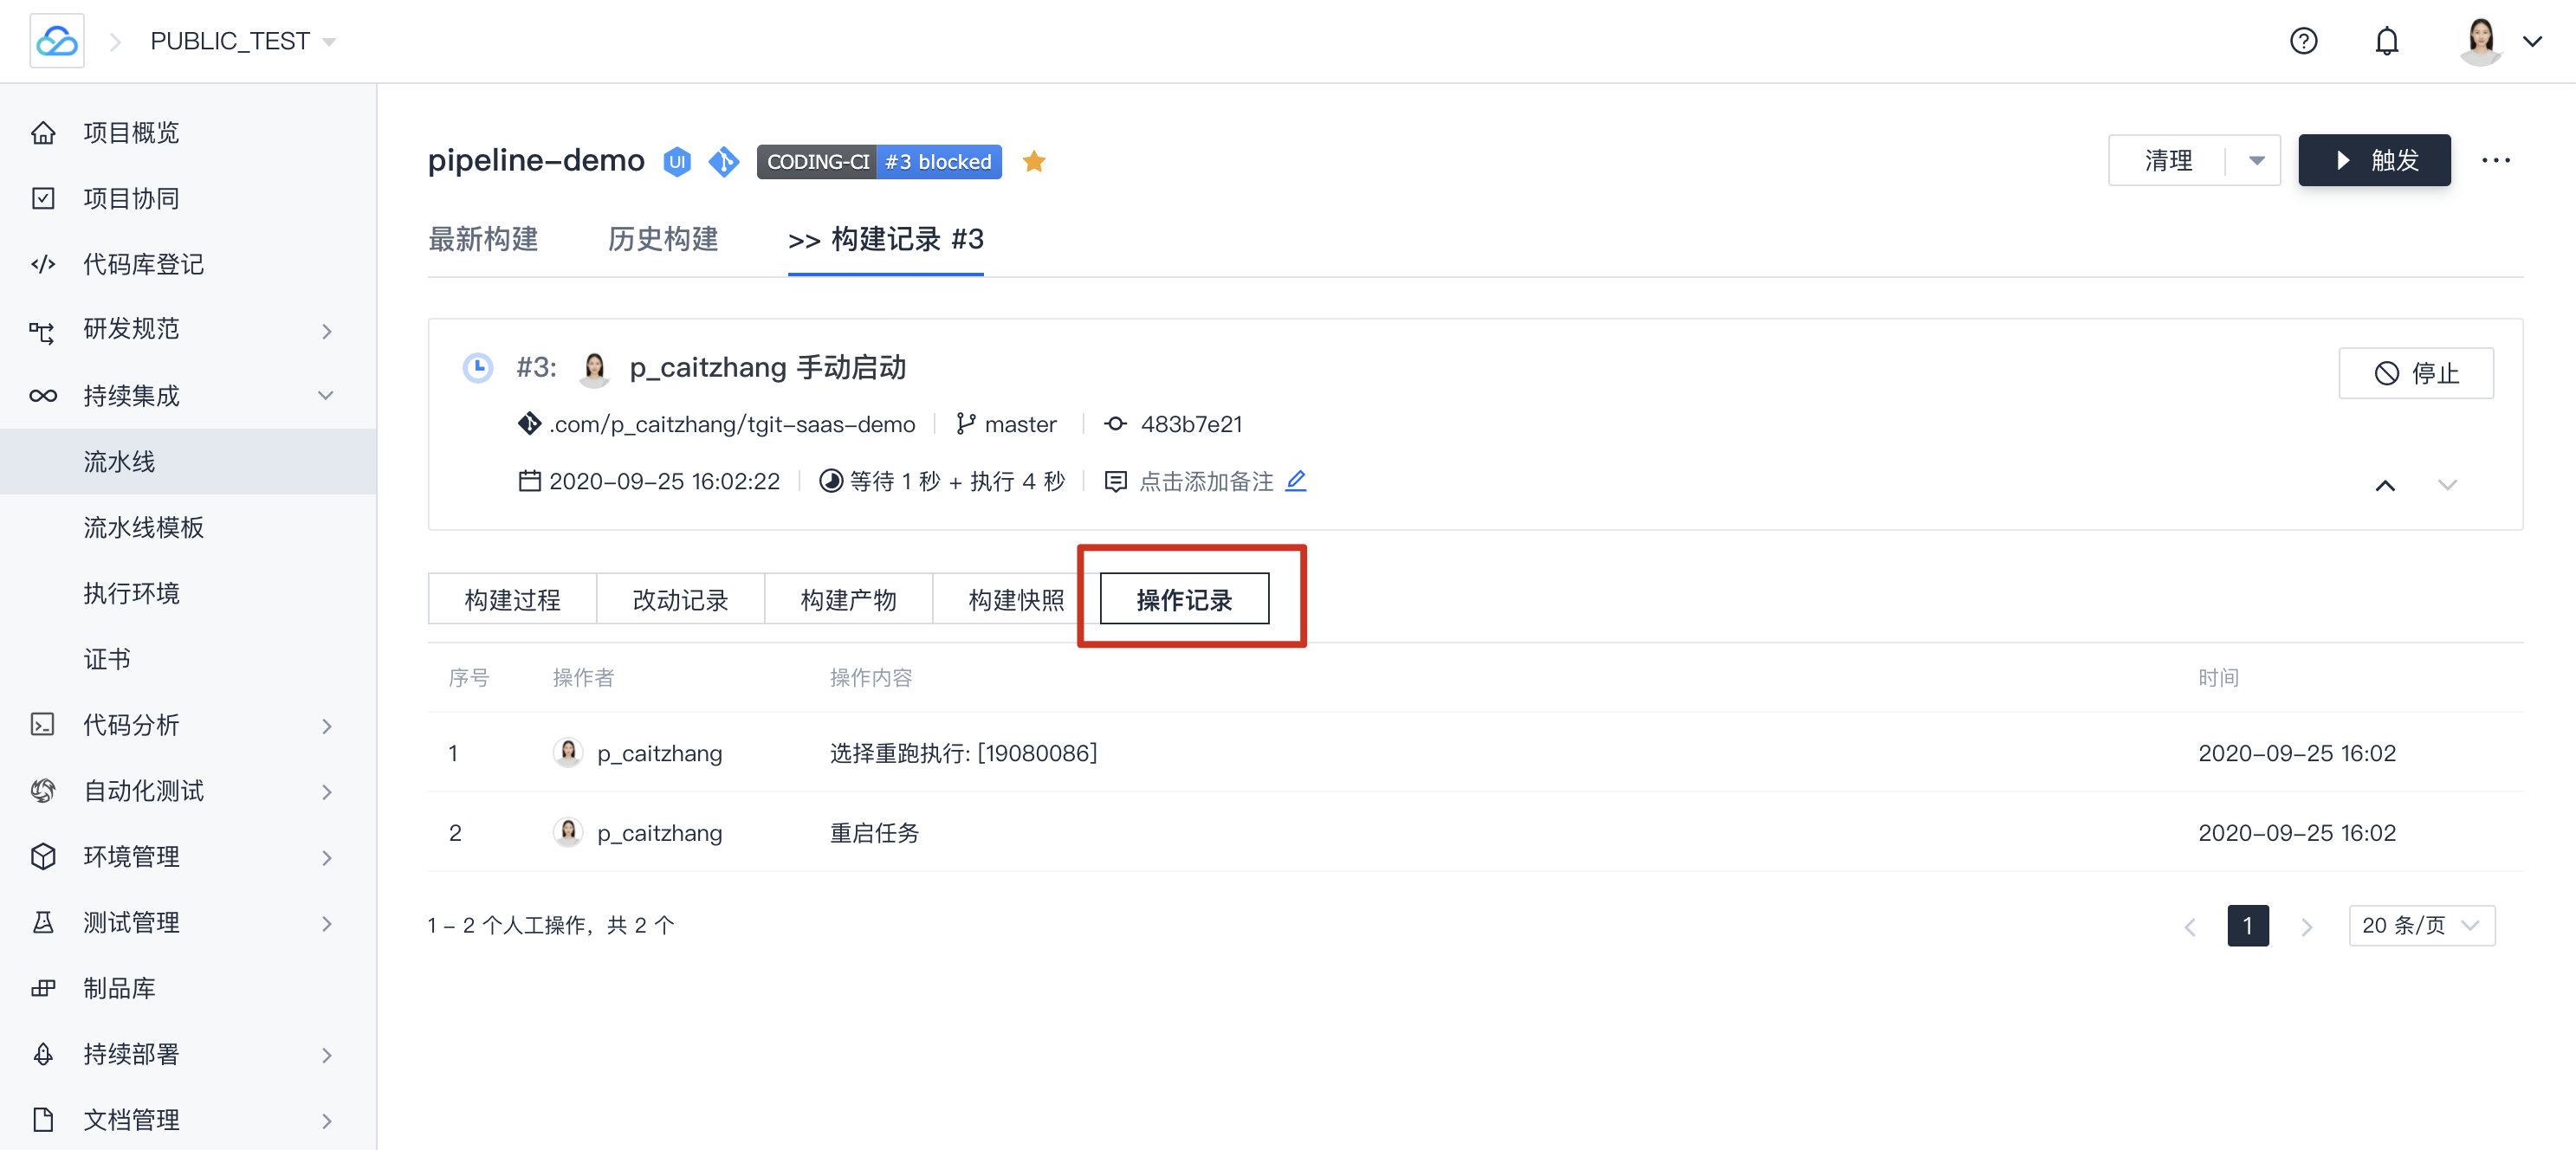 PUBLIC_TEST
项目概览
项目协同
代码库登记
研发规范
持续集成
流水线
流水线模板
执行环境
证书
代码分析
自动化测试
环境管理
测试管理
制品库
持续部署
文档管理
pipeline-demo UI CODING-CI #3 blocked
清理 触发
最新构建 历史构建 >> 构建记录 #3
#3: p_caitzhang 手动启动
停止
.com/p_caitzhang/tgit-saas-demo master 483b7e21
2020-09-25 16:02:22 等待 1 秒 + 执行 4 秒 点击添加备注
构建过程 改动记录 构建产物 构建快照 操作记录
序号 操作者 操作内容 时间
1 p_caitzhang 选择重跑执行: [19080086] 2020-09-25 16:02
2 p_caitzhang 重启任务 2020-09-25 16:02
1 - 2 个人工操作，共 2 个
1 20 条/页